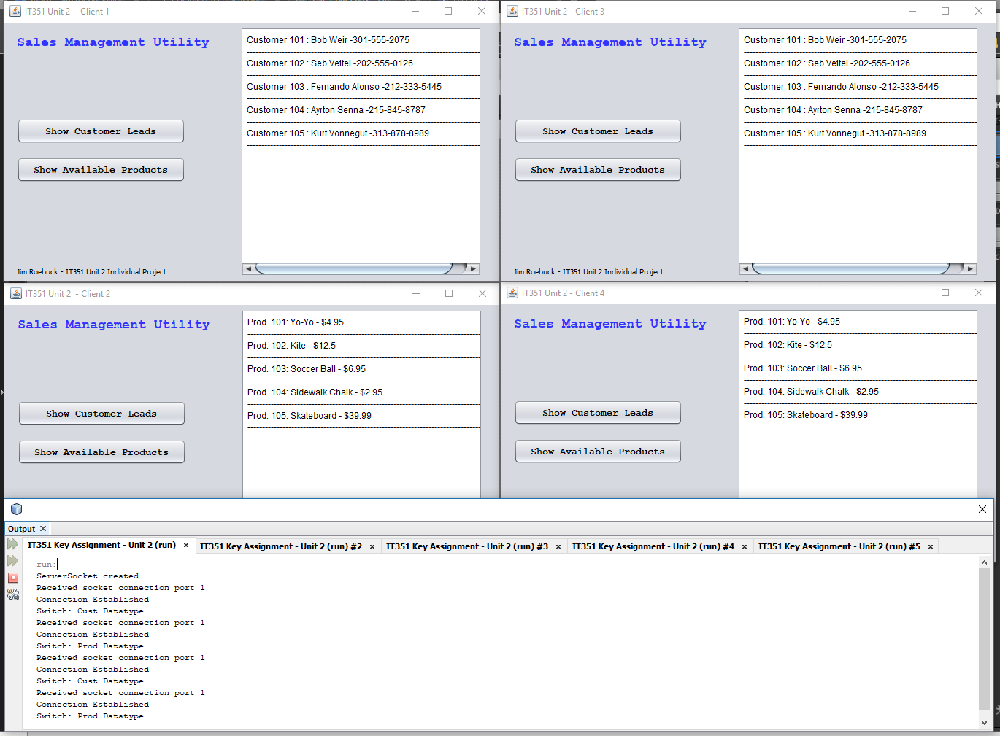 IT351 Unit 2 - Client 1
Sales Management Utility
Show Customer Leads
Show Available Products
Jim Roebuck - IT351 Unit 2 Individual Project
Customer 101 : Bob Weir -301-555-2075
Customer 102 : Seb Vettel -202-555-0126
Customer 103 : Fernando Alonso -212-333-5445
Customer 104 : Ayrton Senna -215-845-8787
Customer 105 : Kurt Vonnegut -313-878-8989
IT351 Unit 2 - Client 3
Sales Management Utility
Show Customer Leads
Show Available Products
Jim Roebuck - IT351 Unit 2 Individual Project
Customer 101 : Bob Weir -301-555-2075
Customer 102 : Seb Vettel -202-555-0126
Customer 103 : Fernando Alonso -212-333-5445
Customer 104 : Ayrton Senna -215-845-8787
Customer 105 : Kurt Vonnegut -313-878-8989
IT351 Unit 2 - Client 2
Sales Management Utility
Show Customer Leads
Show Available Products
Prod. 101: Yo-Yo - $4.95
Prod. 102: Kite - $12.5
Prod. 103: Soccer Ball - $6.95
Prod. 104: Sidewalk Chalk - $2.95
Prod. 105: Skateboard - $39.99
IT351 Unit 2 - Client 4
Sales Management Utility
Show Customer Leads
Show Available Products
Prod. 101: Yo-Yo - $4.95
Prod. 102: Kite - $12.5
Prod. 103: Soccer Ball - $6.95
Prod. 104: Sidewalk Chalk - $2.95
Prod. 105: Skateboard - $39.99
Output
IT351 Key Assignment - Unit 2 (run) IT351 Key Assignment - Unit 2 (run) #2 IT351 Key Assignment - Unit 2 (run) #3 IT351 Key Assignment - Unit 2 (run) #4 IT351 Key Assignment - Unit 2 (run) #5
run:
ServerSocket created...
Received socket connection port 1
Connection Established
Switch: Cust Datatype
Received socket connection port 1
Connection Established
Switch: Prod Datatype
Received socket connection port 1
Connection Established
Switch: Cust Datatype
Received socket connection port 1
Connection Established
Switch: Prod Datatype